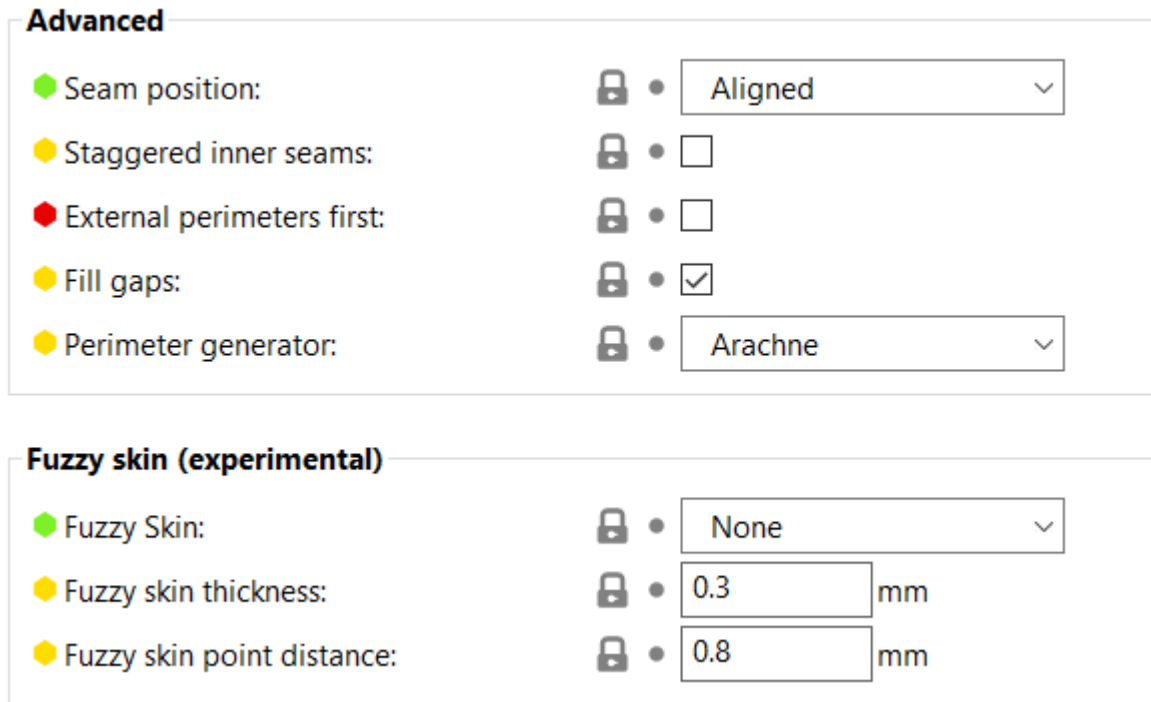 Advanced
Seam position: Aligned
Staggered inner seams:
External perimeters first:
Fill gaps:
Perimeter generator: Arachne
Fuzzy skin (experimental)
Fuzzy Skin: None
Fuzzy skin thickness: 0.3 mm
Fuzzy skin point distance: 0.8 mm